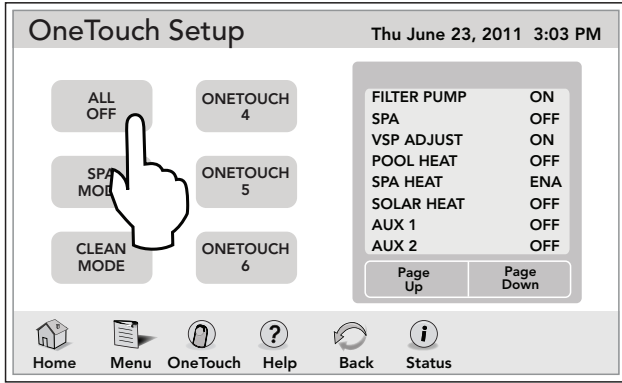 OneTouch Setup
Thu June 23, 2011 3:03 PM
ALL
OFF
ONETOUCH
4
SPA
ONETOUCH
5
CLEAN
MODE
ONETOUCH
6
FILTER PUMP ON
SPA OFF
VSP ADJUST ON
POOL HEAT OFF
SPA HEAT ENA
SOLAR HEAT OFF
AUX 1 OFF
AUX 2 OFF
Page
Up
Page
Down
Home Menu OneTouch Help Back Status
i
?